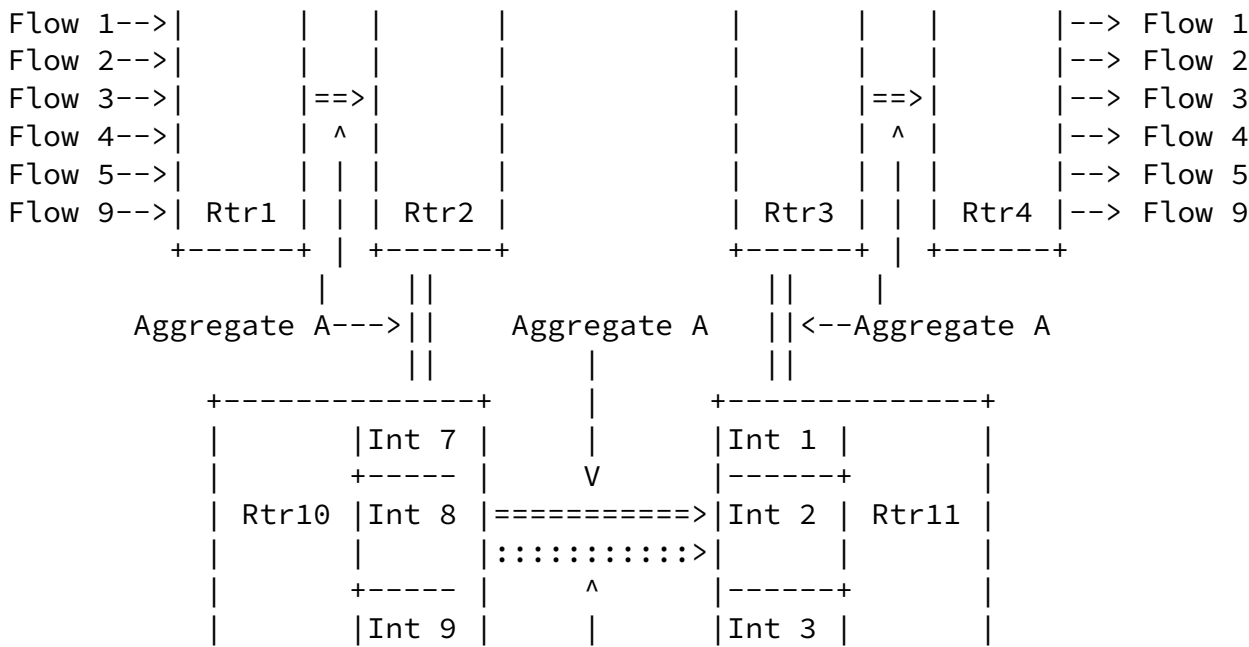 Flow 1-->|      |  |      |           |      |  |      |--> Flow 1
Flow 2-->|      |  |      |           |      |  |      |--> Flow 2
Flow 3-->|      |==>|      |           |      |==>|      |--> Flow 3
Flow 4-->|      | ^ |      |           |      | ^ |      |--> Flow 4
Flow 5-->|      | | |      |           |      | | |      |--> Flow 5
Flow 9-->| Rtr1 | | | Rtr2 |           | Rtr3 | | | Rtr4 |--> Flow 9
         +------+ | +------+           +------+ | +------+
                 |    ||                 ||    |
       Aggregate A--->||    Aggregate A   ||<--Aggregate A
                      ||        |         ||
           +--------------+     |      +--------------+
           |       |Int 7 |     |      |Int 1 |       |
           |       +----- |     V      |------+       |
           | Rtr10 |Int 8 |===========>|Int 2 | Rtr11 |
           |       |      |:::::::::::>|      |       |
           |       +----- |     ^      |------+       |
           |       |Int 9 |     |      |Int 3 |       |